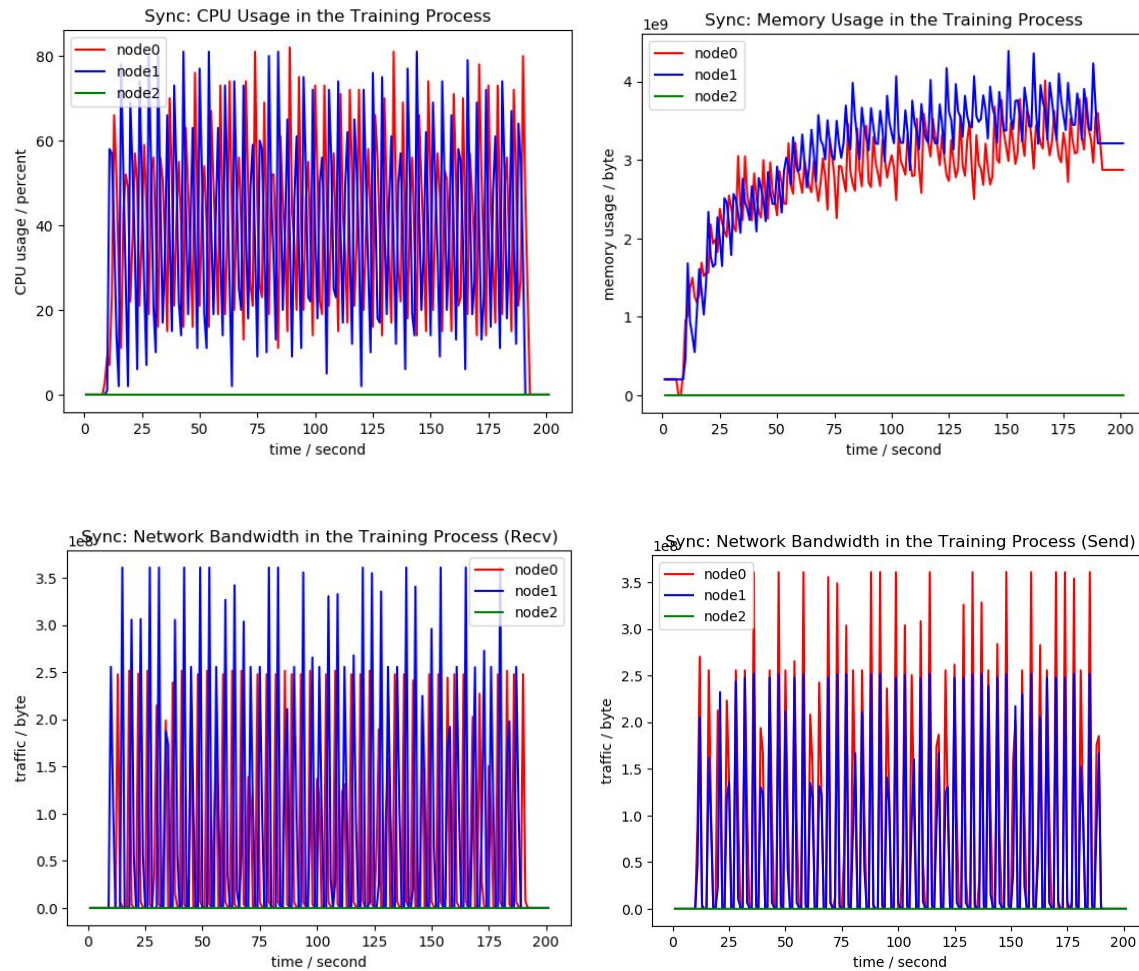 Sync: CPU Usage in the Training Process
CPU usage / percent
80
60
40
20
0
node0
node1
node2
0 25 50 75 100 125 150 175 200
time / second
Sync: Memory Usage in the Training Process
1e9
memory usage / byte
4
3
2
1
0
node0
node1
node2
0 25 50 75 100 125 150 175 200
time / second
Sync: Network Bandwidth in the Training Process (Recv)
1e8
traffic / byte
3.5
3.0
2.5
2.0
1.5
1.0
0.5
0.0
node0
node1
node2
0 25 50 75 100 125 150 175 200
time / second
Sync: Network Bandwidth in the Training Process (Send)
1e8
traffic / byte
3.5
3.0
2.5
2.0
1.5
1.0
0.5
0.0
node0
node1
node2
0 25 50 75 100 125 150 175 200
time / second